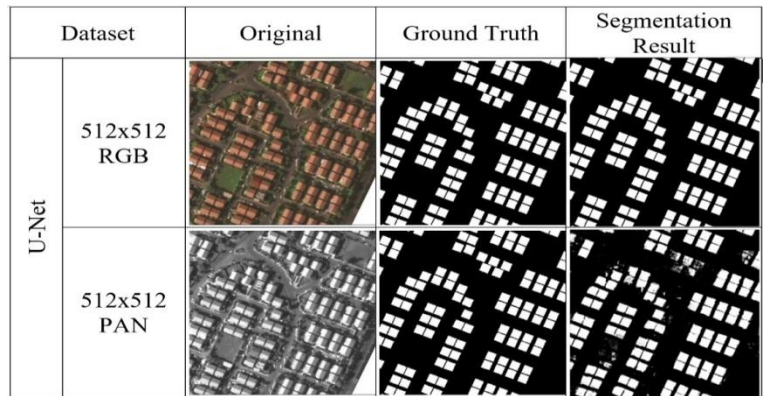 Dataset
Original
Ground Truth
Segmentation
Result
U-Net
512x512
RGB
512x512
PAN